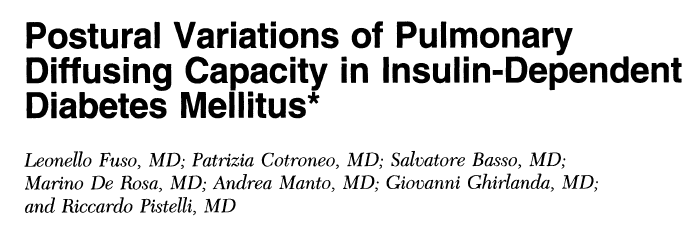 Postural Variations of Pulmonary
Diffusing Capacity in Insulin-Dependent
Diabetes Mellitus*
Leonello Fuso, MD; Patrizia Cotroneo, MD; Salvatore Basso, MD;
Marino De Rosa, MD; Andrea Manto, MD; Giovanni Ghirlanda, MD;
and Riccardo Pistelli, MD